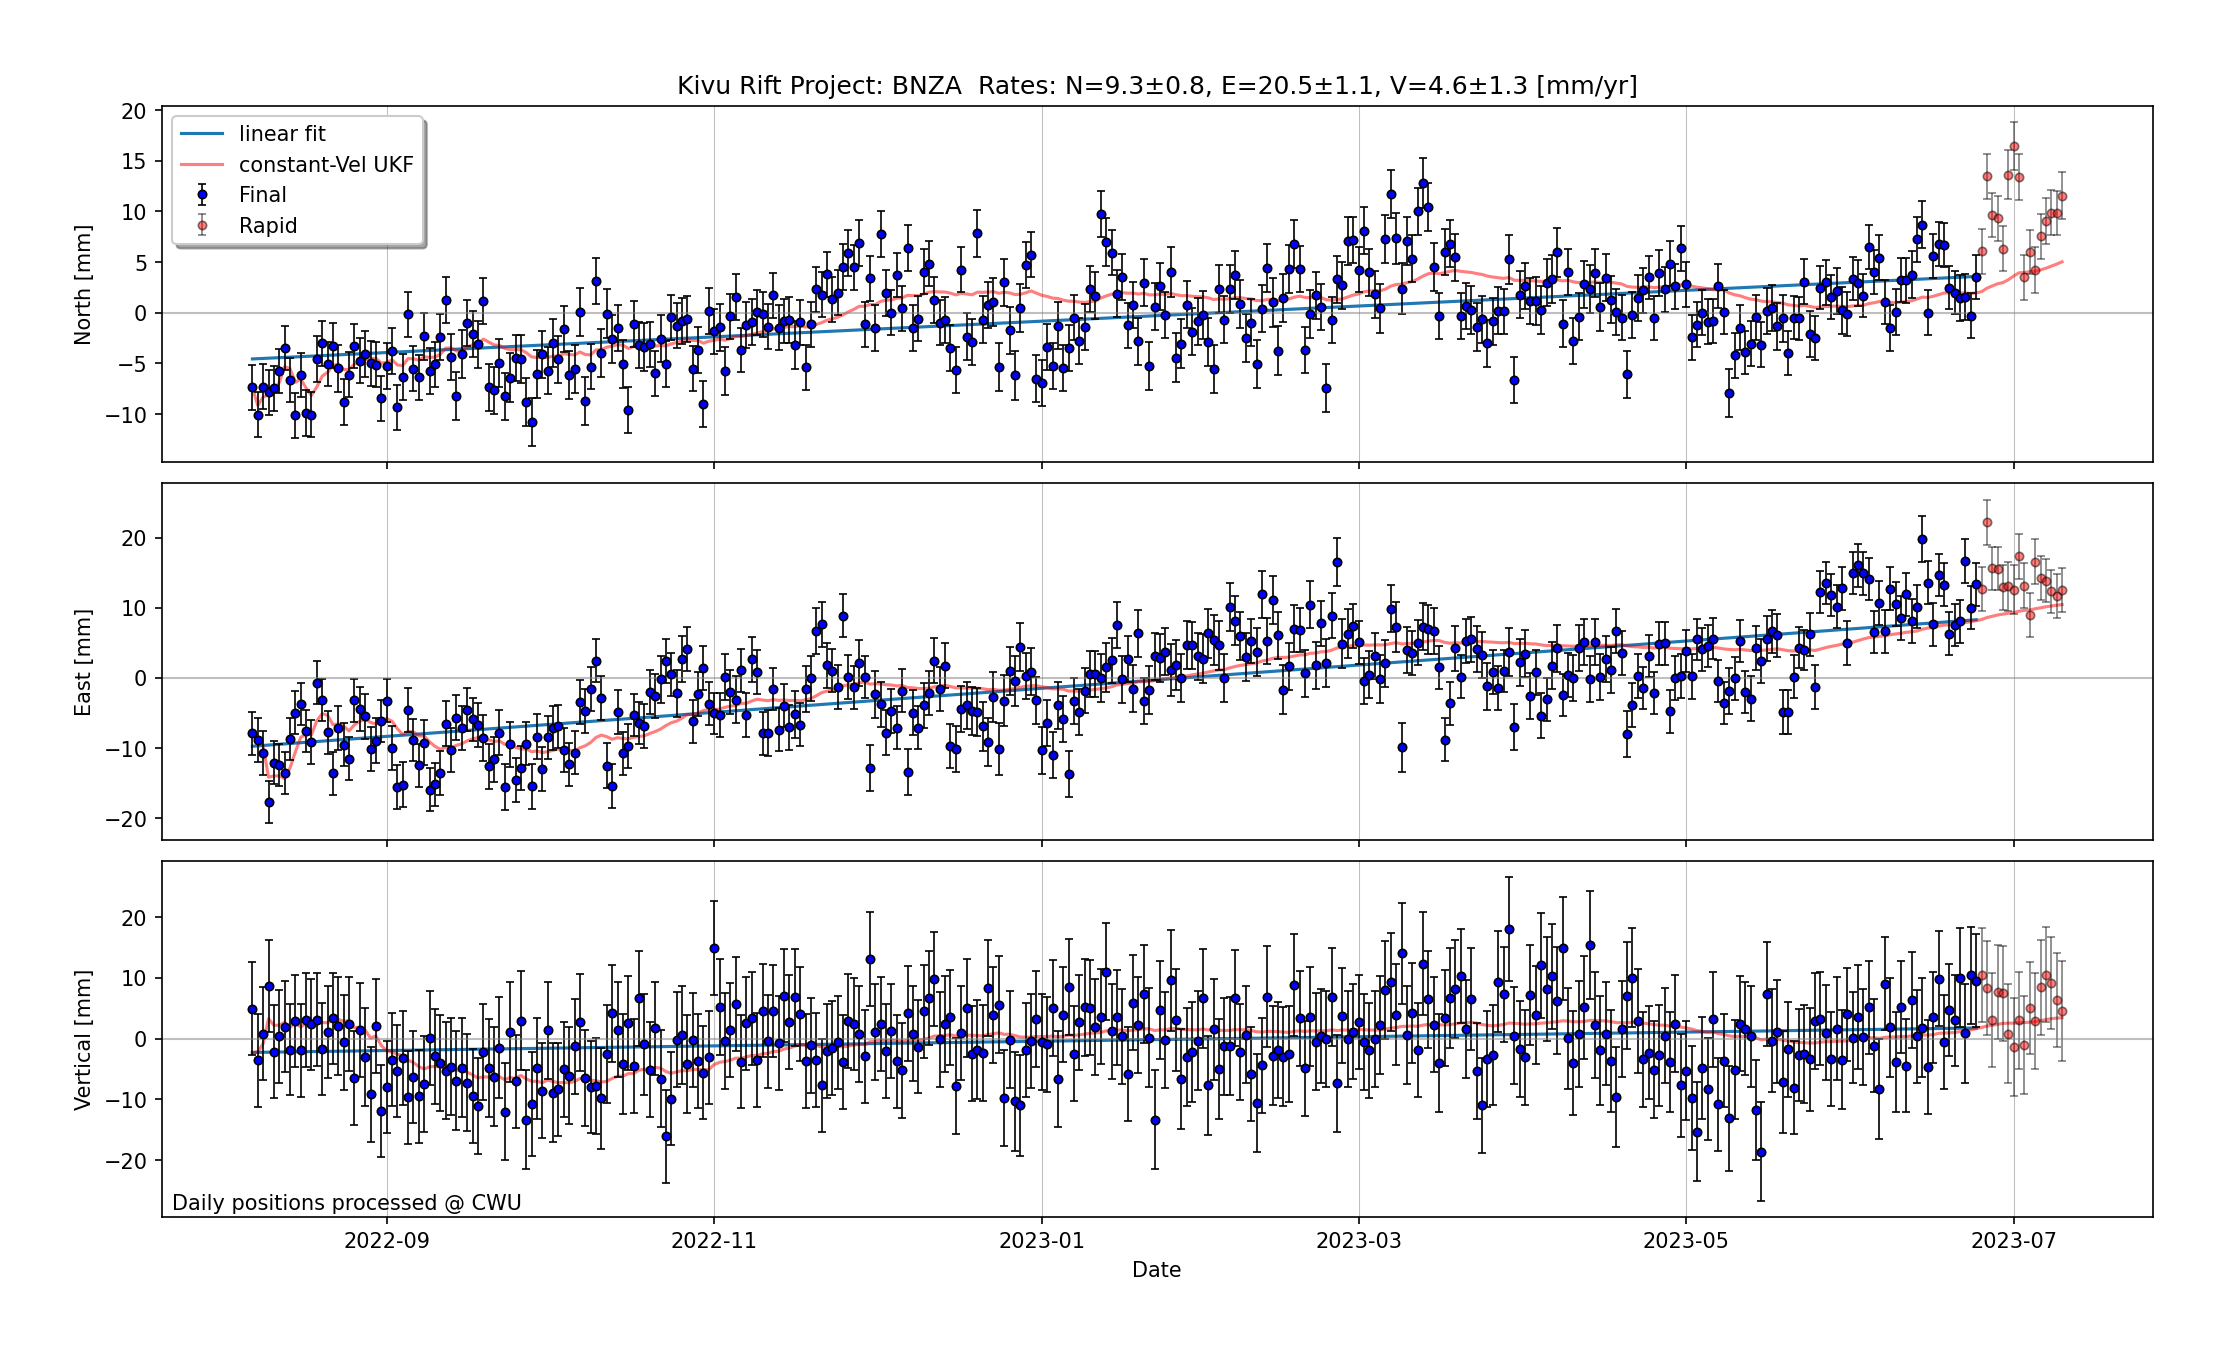 Kivu Rift Project: BNZA  Rates: N=9.3±0.8, E=20.5±1.1, V=4.6±1.3 [mm/yr]
linear fit
constant-Vel UKF
Final
Rapid
North [mm]
20
15
10
5
0
−5
−10
East [mm]
20
10
0
−10
−20
Vertical [mm]
20
10
0
−10
−20
Daily positions processed @ CWU
2022-09 2022-11 2023-01 2023-03 2023-05 2023-07
Date